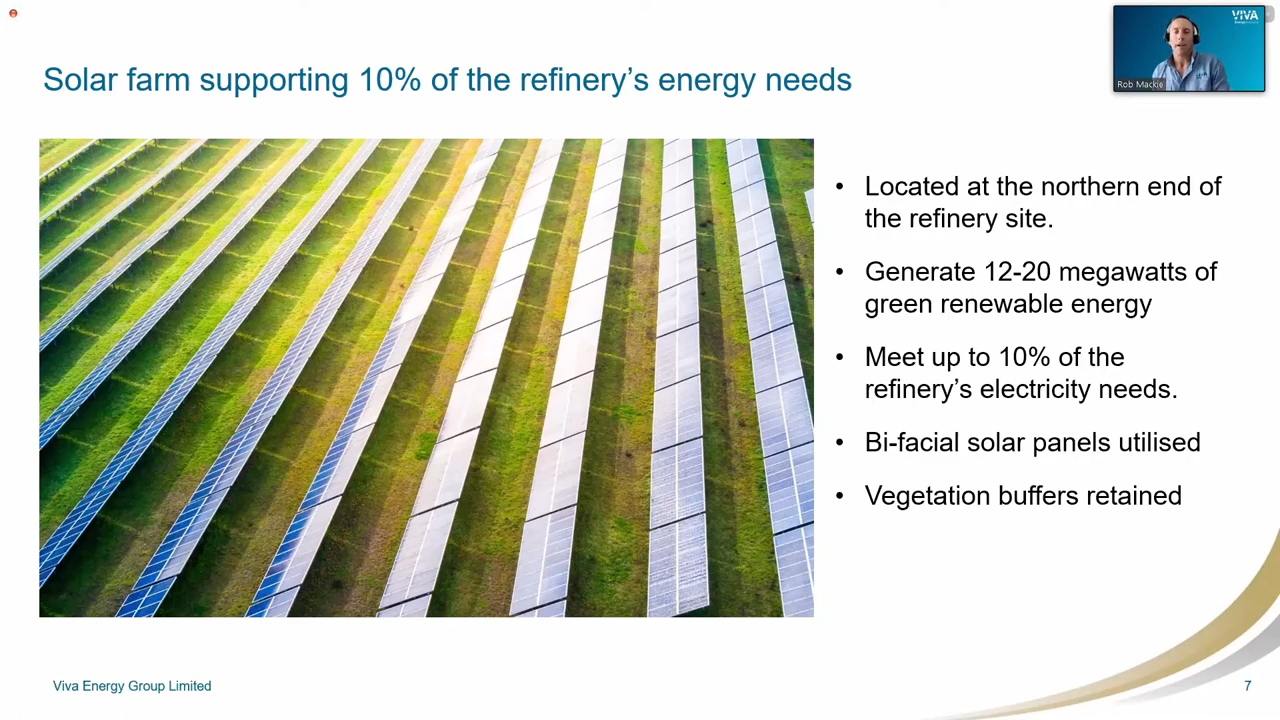 VIVA
Energy
Rob Mackie
Solar farm supporting 10% of the refinery's energy needs
• Located at the northern end of
the refinery site.
• Generate 12-20 megawatts of
green renewable energy
• Meet up to 10% of the
refinery's electricity needs.
• Bi-facial solar panels utilised
• Vegetation buffers retained
Viva Energy Group Limited
7